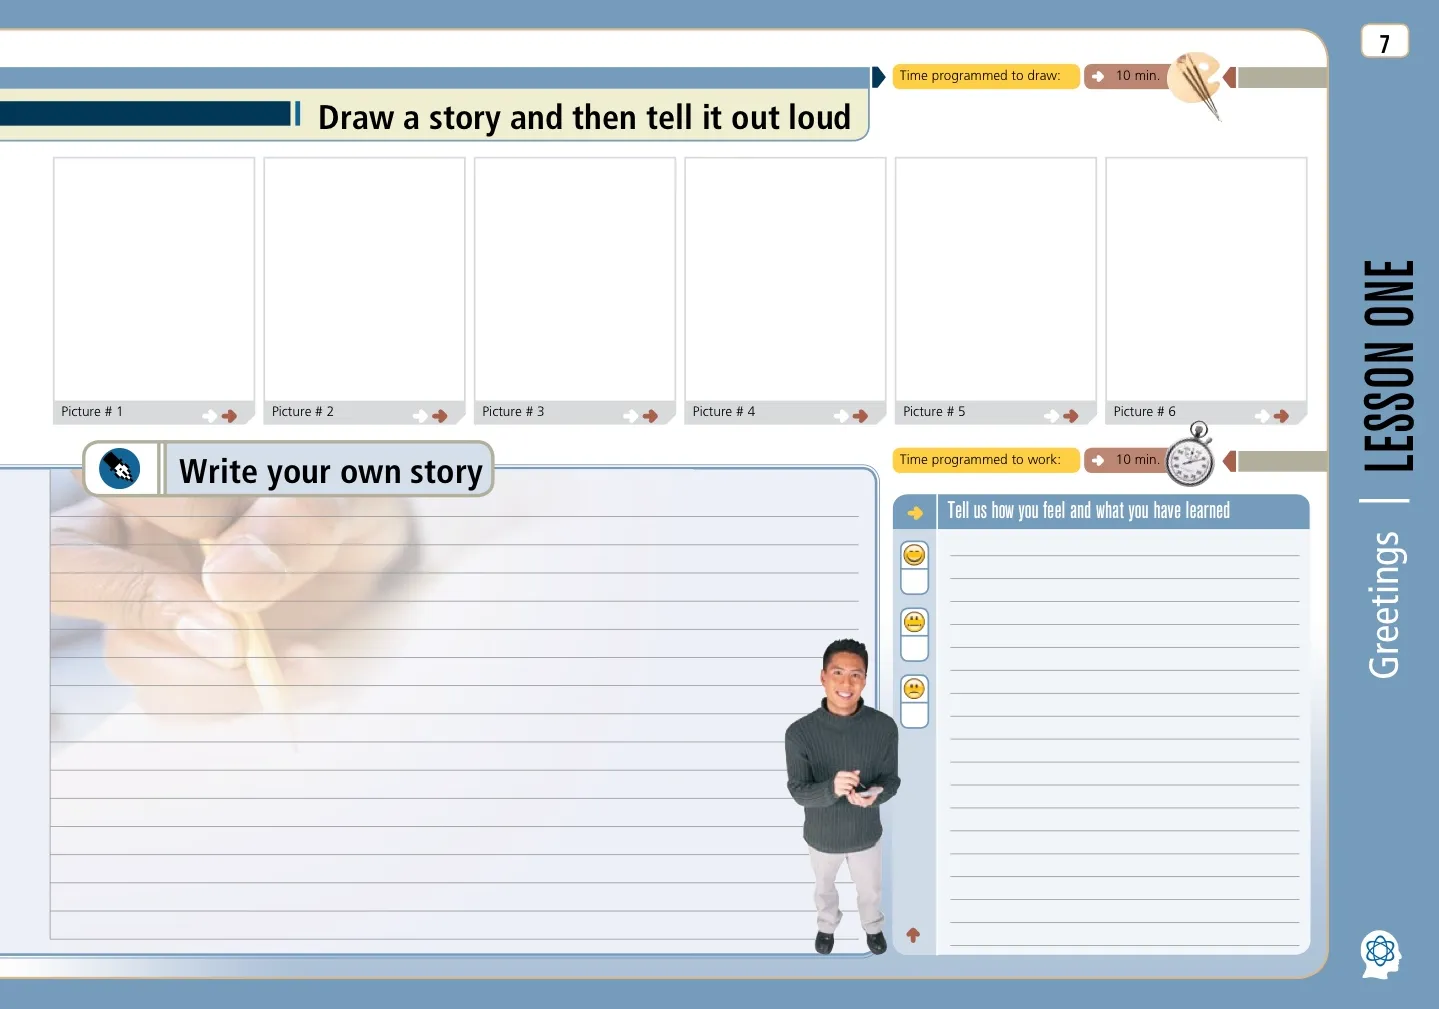 7
Time programmed to draw:
10 min.
Draw a story and then tell it out loud
Picture # 1
Picture # 2
Picture # 3
Picture # 4
Picture # 5
Picture # 6
Write your own story
Time programmed to work:
10 min.
Tell us how you feel and what you have learned
LESSON ONE
Greetings